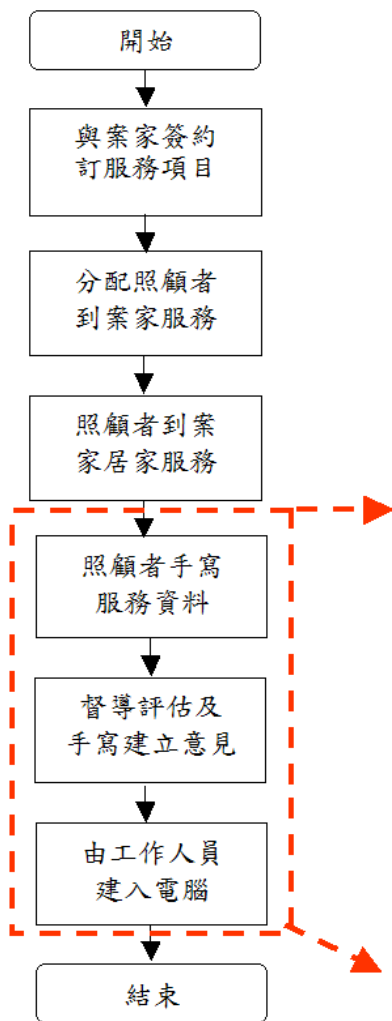 開始
與案家簽約
訂服務項目
分配照顧者
到案家服務
照顧者到案
家居家服務
照顧者手寫
服務資料
督導評估及
手寫建立意見
由工作人員
建入電腦
結束